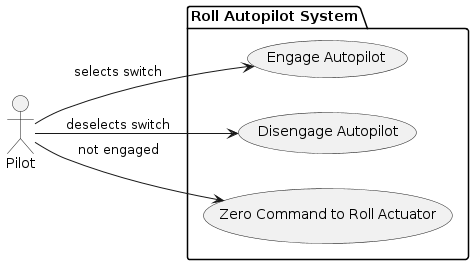 Roll Autopilot System
selects switch
Engage Autopilot
deselects switch
Disengage Autopilot
not engaged
Pilot
Zero Command to Roll Actuator